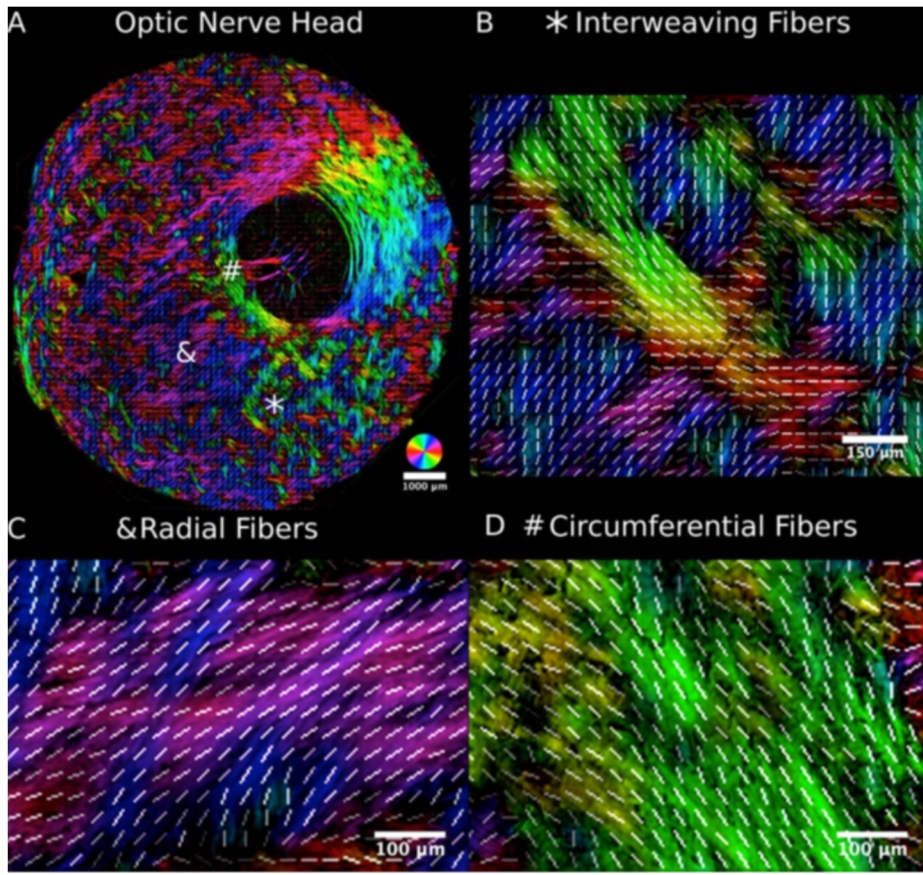 A Optic Nerve Head
B * Interweaving Fibers
#
&
*
1000 µm
150 µm
C &Radial Fibers
D # Circumferential Fibers
100 µm
100 µm